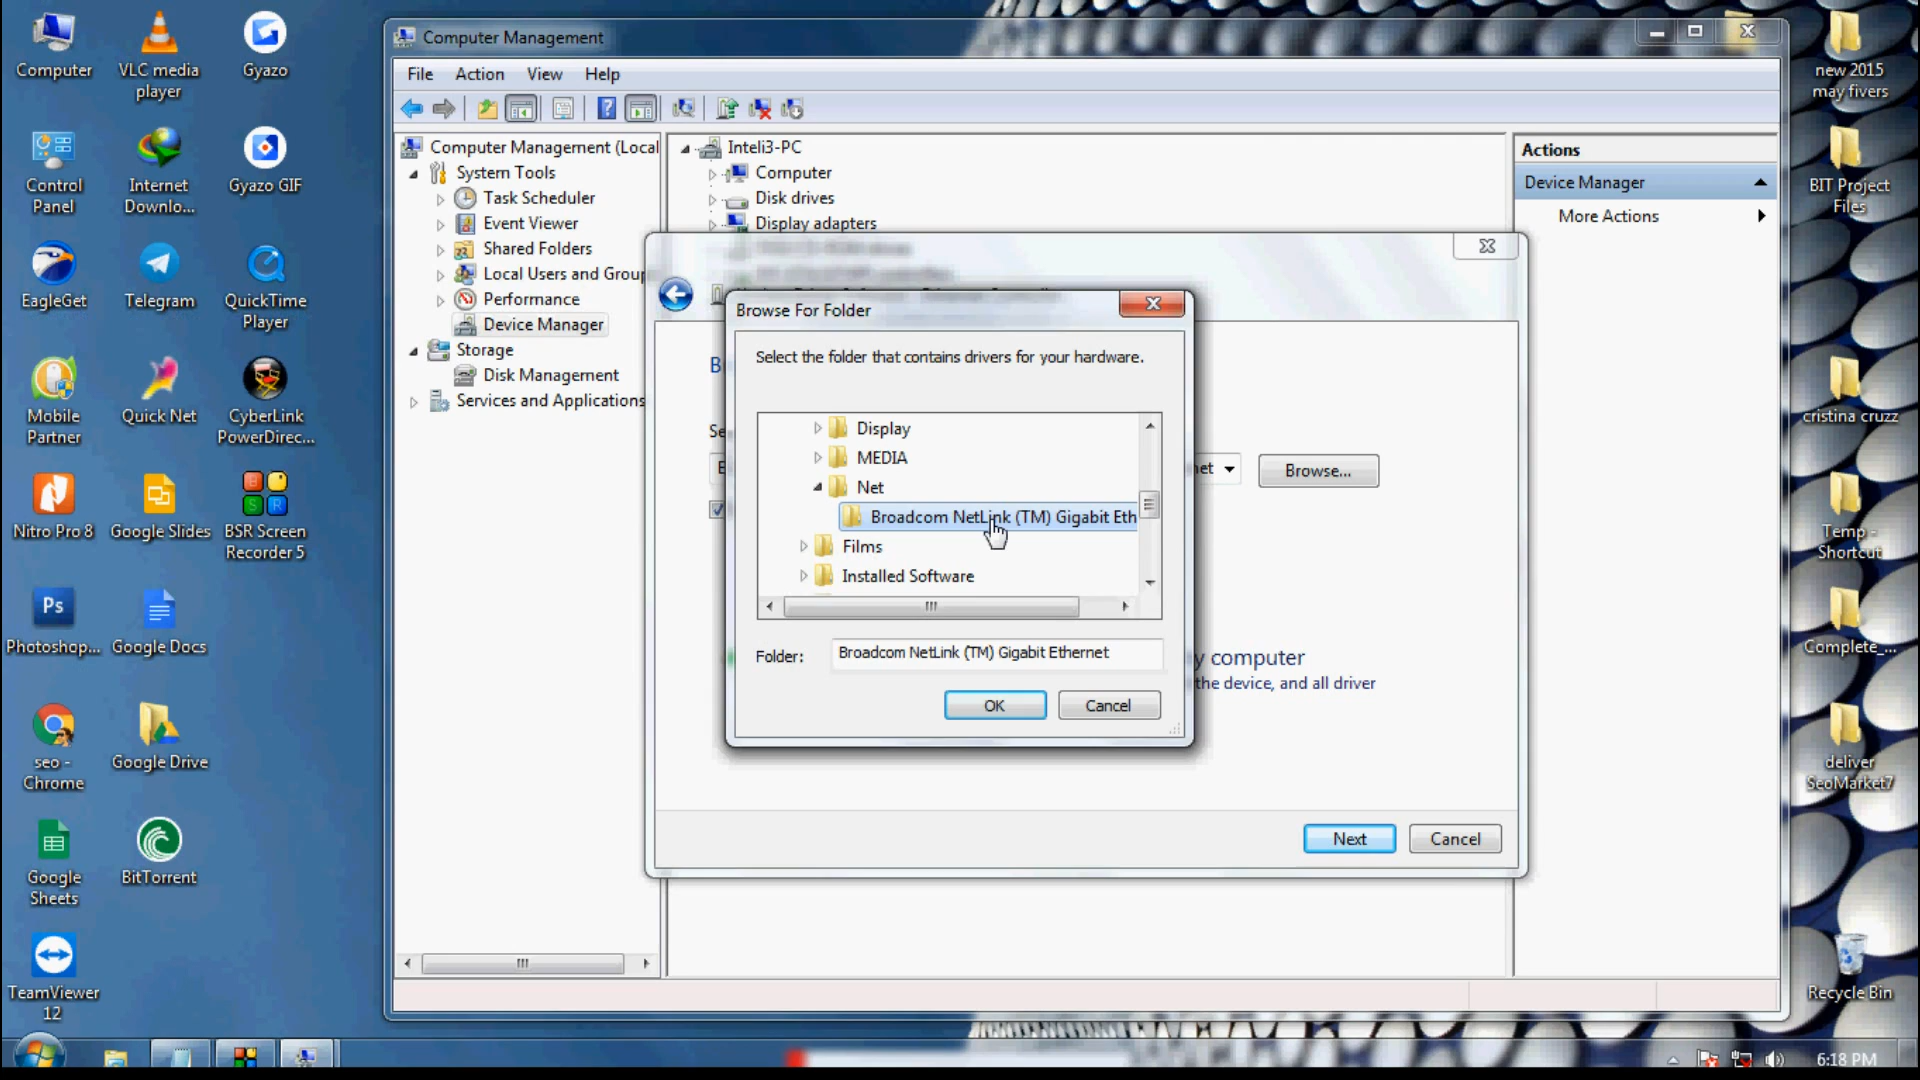 Computer
VLC media
player
Gyazo
Control
Panel
Internet
Downlo...
Gyazo GIF
EagleGet
Telegram
QuickTime
Player
Mobile
Partner
Quick Net
CyberLink
PowerDirec...
Nitro Pro 8
Google Slides
BSR Screen
Recorder 5
Ps
Photoshop...
Google Docs
seo -
Chrome
Google Drive
Google
Sheets
BitTorrent
TeamViewer
12
Computer Management
File Action View Help
Computer Management (Local
System Tools
Task Scheduler
Event Viewer
Shared Folders
Local Users and Group
Performance
Device Manager
Storage
Disk Management
Services and Applications
Inteli3-PC
Computer
Disk drives
Display adapters
Actions
Device Manager
More Actions
Browse For Folder
Select the folder that contains drivers for your hardware.
Display
MEDIA
Net
Broadcom NetLink (TM) Gigabit Eth
Films
Installed Software
Folder: Broadcom NetLink (TM) Gigabit Ethernet
OK Cancel
Browse...
y computer
the device, and all driver
Next Cancel
new 2015
may fivers
BIT Project
Files
cristina cruzz
Temp -
Shortcut
Complete_...
deliver
SeoMarket7
Recycle Bin
6:18 PM